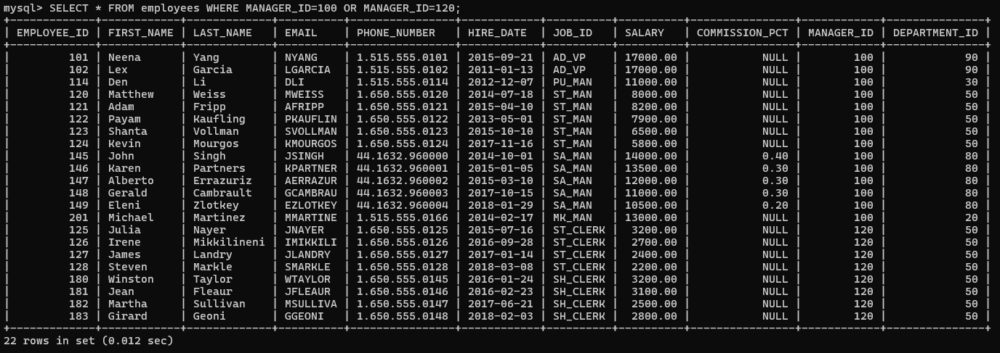 mysql> SELECT * FROM employees WHERE MANAGER_ID=100 OR MANAGER_ID=120;
+-------------+------------+-------------+----------+--------------------+------------+----------+----------+----------------+------------+---------------+
| EMPLOYEE_ID | FIRST_NAME | LAST_NAME   | EMAIL    | PHONE_NUMBER       | HIRE_DATE  | JOB_ID   | SALARY   | COMMISSION_PCT | MANAGER_ID | DEPARTMENT_ID |
+-------------+------------+-------------+----------+--------------------+------------+----------+----------+----------------+------------+---------------+
|         101 | Neena      | Yang        | NYANG    | 1.515.555.0101 | 2015-09-21 | AD_VP    | 17000.00 |           NULL |        100 |            90 |
|         102 | Lex        | Garcia      | LGARCIA  | 1.515.555.0102 | 2011-01-13 | AD_VP    | 17000.00 |           NULL |        100 |            90 |
|         114 | Den        | Li          | DLI      | 1.515.555.0114 | 2012-12-07 | PU_MAN   | 11000.00 |           NULL |        100 |            30 |
|         120 | Matthew    | Weiss       | MWEISS   | 1.650.555.0120 | 2014-07-18 | ST_MAN   |  8000.00 |           NULL |        100 |            50 |
|         121 | Adam       | Fripp       | AFRIPP   | 1.650.555.0121 | 2015-04-10 | ST_MAN   |  8200.00 |           NULL |        100 |            50 |
|         122 | Payam      | Kaufling    | PKAUFLIN | 1.650.555.0122 | 2013-05-01 | ST_MAN   |  7900.00 |           NULL |        100 |            50 |
|         123 | Shanta     | Vollman     | SVOLLMAN | 1.650.555.0123 | 2015-10-10 | ST_MAN   |  6500.00 |           NULL |        100 |            50 |
|         124 | Kevin      | Mourgos     | KMOURGOS | 1.650.555.0124 | 2017-11-16 | ST_MAN   |  5800.00 |           NULL |        100 |            50 |
|         145 | John       | Singh       | JSINGH   | 44.1632.960000 | 2014-10-01 | SA_MAN   | 14000.00 |           0.40 |        100 |            80 |
|         146 | Karen      | Partners    | KPARTNER | 44.1632.960001 | 2015-01-05 | SA_MAN   | 13500.00 |           0.30 |        100 |            80 |
|         147 | Alberto    | Errazuriz   | AERRAZUR | 44.1632.960002 | 2015-03-10 | SA_MAN   | 12000.00 |           0.30 |        100 |            80 |
|         148 | Gerald     | Cambrault   | GCAMBRAU | 44.1632.960003 | 2017-10-15 | SA_MAN   | 11000.00 |           0.30 |        100 |            80 |
|         149 | Eleni      | Zlotkey     | EZLOTKEY | 44.1632.960004 | 2018-01-29 | SA_MAN   | 10500.00 |           0.20 |        100 |            80 |
|         201 | Michael    | Martinez    | MMARTINE | 1.515.555.0166 | 2014-02-17 | MK_MAN   | 13000.00 |           NULL |        100 |            20 |
|         125 | Julia      | Nayer       | JNAYER   | 1.650.555.0125 | 2015-07-16 | ST_CLERK |  3200.00 |           NULL |        120 |            50 |
|         126 | Irene      | Mikkilineni | IMIKKILI | 1.650.555.0126 | 2016-09-28 | ST_CLERK |  2700.00 |           NULL |        120 |            50 |
|         127 | James      | Landry      | JLANDRY  | 1.650.555.0127 | 2017-01-14 | ST_CLERK |  2400.00 |           NULL |        120 |            50 |
|         128 | Steven     | Markle      | SMARKLE  | 1.650.555.0128 | 2018-03-08 | ST_CLERK |  2200.00 |           NULL |        120 |            50 |
|         180 | Winston    | Taylor      | WTAYLOR  | 1.650.555.0145 | 2016-01-24 | SH_CLERK |  3200.00 |           NULL |        120 |            50 |
|         181 | Jean       | Fleaur      | JFLEAUR  | 1.650.555.0146 | 2016-02-23 | SH_CLERK |  3100.00 |           NULL |        120 |            50 |
|         182 | Martha     | Sullivan    | MSULLIVA | 1.650.555.0147 | 2017-06-21 | SH_CLERK |  2500.00 |           NULL |        120 |            50 |
|         183 | Girard     | Geoni       | GGEONI   | 1.650.555.0148 | 2018-02-03 | SH_CLERK |  2800.00 |           NULL |        120 |            50 |
+-------------+------------+-------------+----------+--------------------+------------+----------+----------+----------------+------------+---------------+
22 rows in set (0.012 sec)